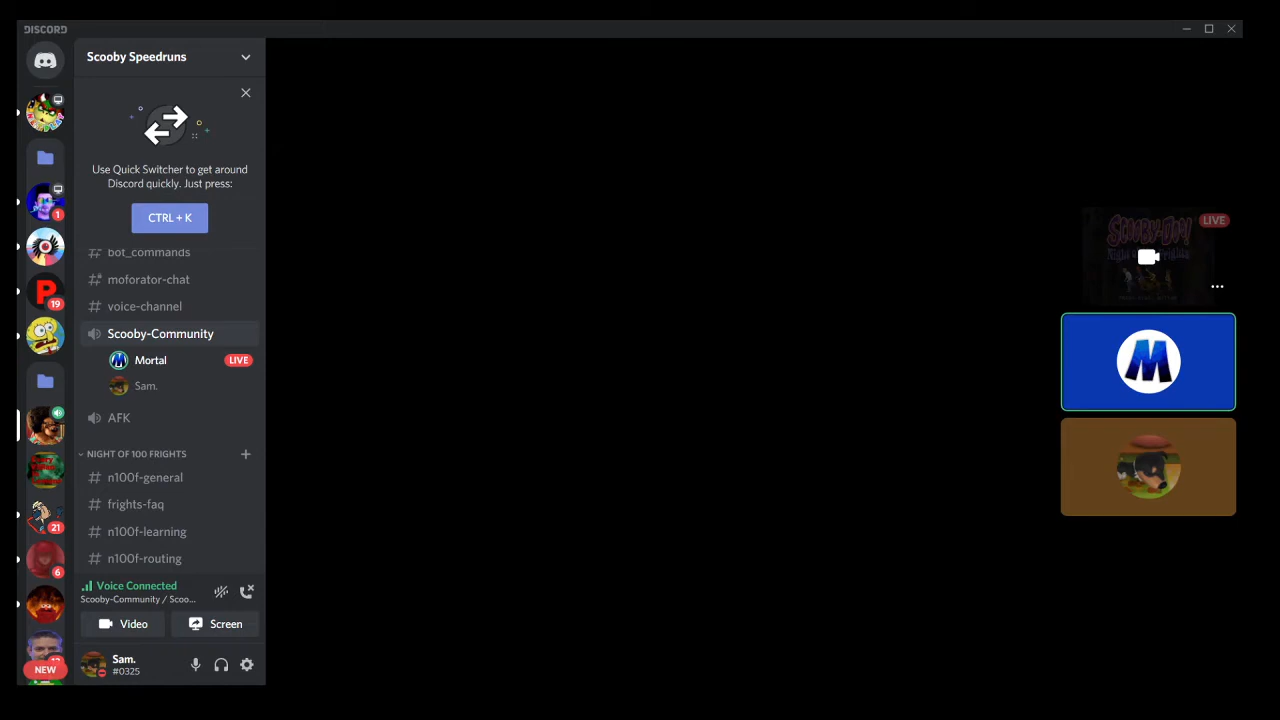 DISCORD
Scooby Speedruns
Use Quick Switcher to get around
Discord quickly. Just press:
CTRL + K
bot_commands
moforator-chat
voice-channel
Scooby-Community
Mortal LIVE
Sam.
AFK
NIGHT OF 100 FRIGHTS
n100f-general
frights-faq
n100f-learning
n100f-routing
Voice Connected
Scooby-Community / Scoo...
Video Screen
Sam.
#0325
1
P
19
21
6
NEW
SCOOBY-DOO!
LIVE
M